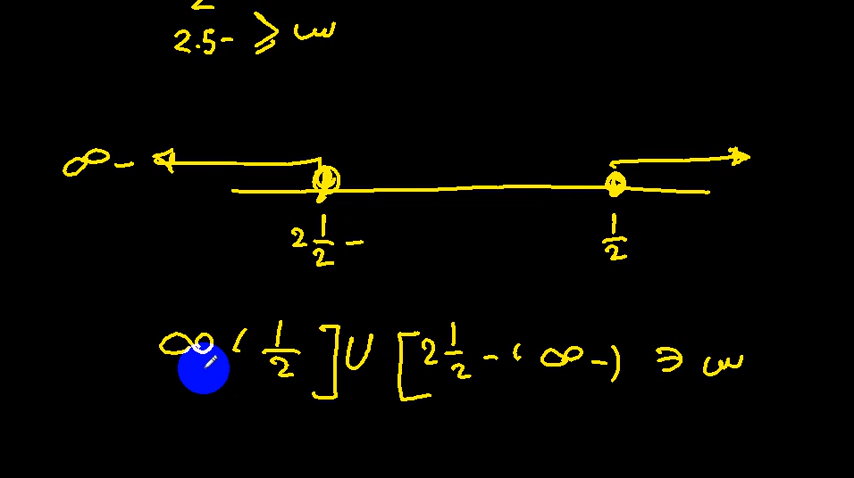 س ≤ -2.5
-∞
-2 1/2 1/2
س ∈ (-∞ ، -2 1/2] ∪ [1/2 ، ∞